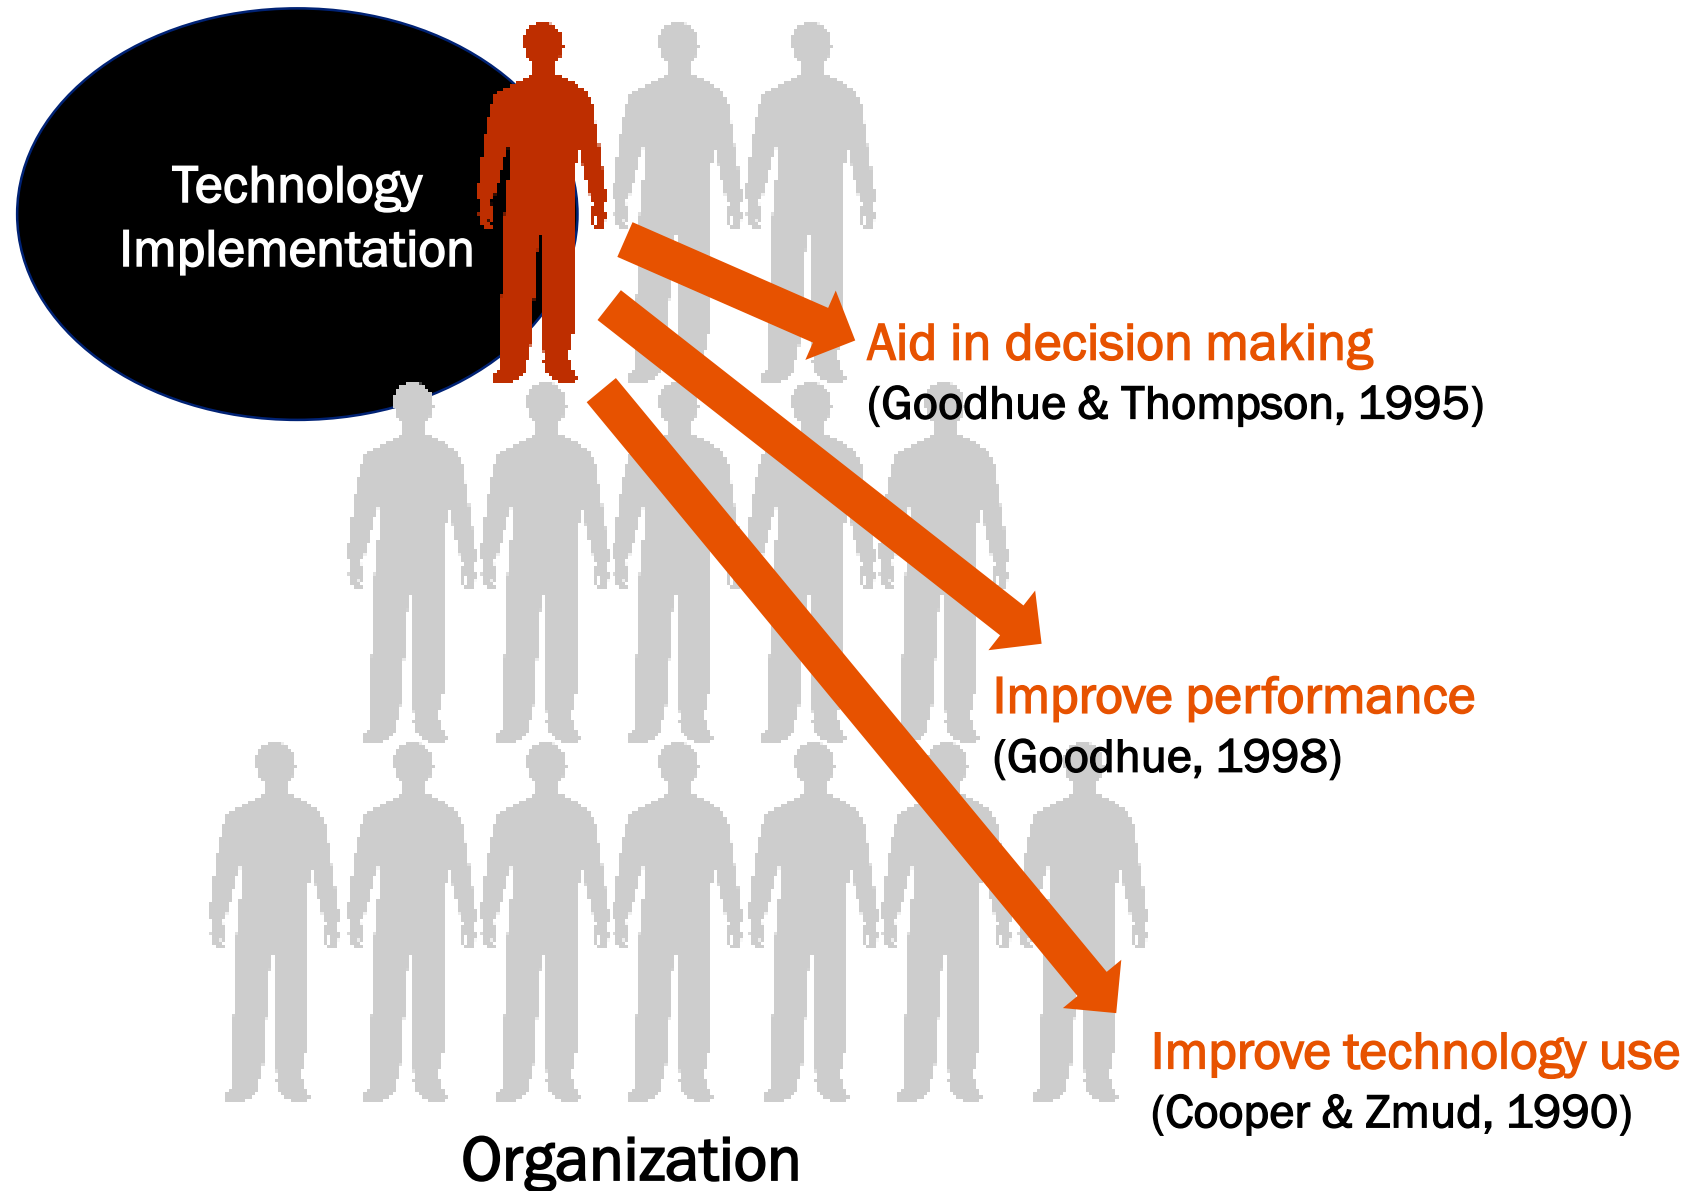 Technology
Implementation
Aid in decision making
(Goodhue & Thompson, 1995)
Improve performance
(Goodhue, 1998)
Improve technology use
(Cooper & Zmud, 1990)
Organization